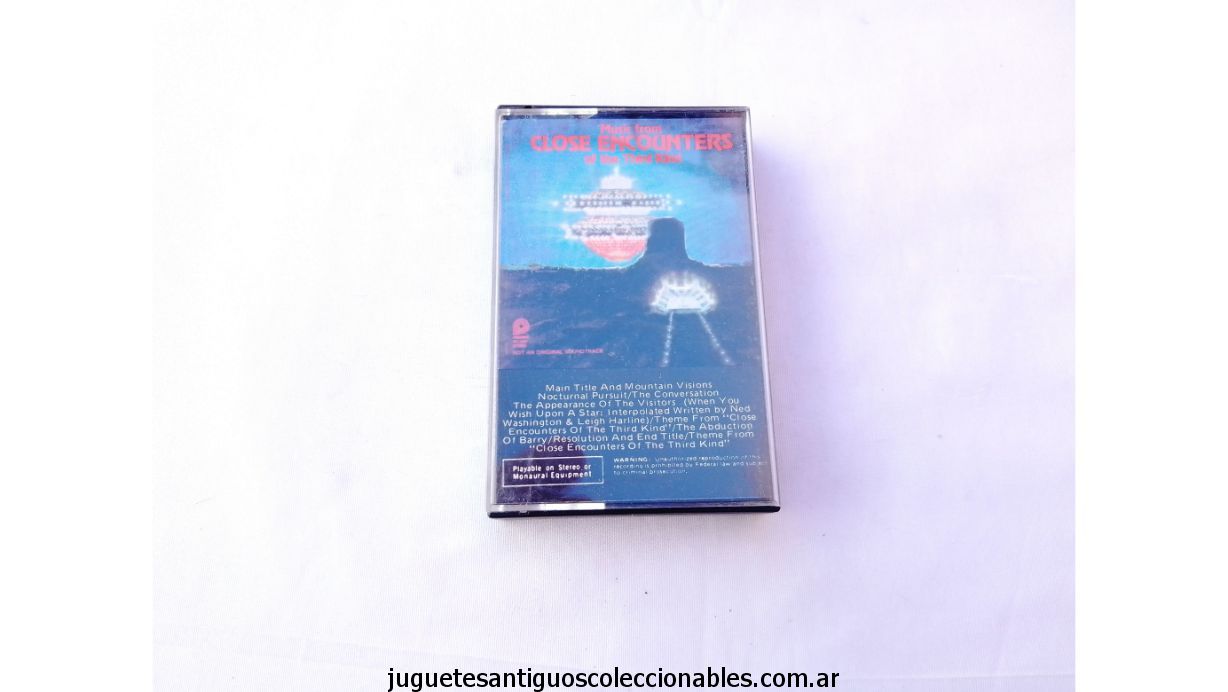 Music from
CLOSE ENCOUNTERS
of the Third Kind
NOT AN ORIGINAL SOUNDTRACK
Main Title And Mountain Visions
Nocturnal Pursuit/The Conversation
The Appearance Of The Visitors (When You
Wish Upon A Star: Interpolated Written by Ned
Washington & Leigh Harline)/Theme From "Close
Encounters Of The Third Kind"/The Abduction
Of Barry/Resolution And End Title/Theme From
"Close Encounters Of The Third Kind"
Playable on Stereo or
Monaural Equipment
WARNING: Unauthorized reproduction of this
recording is prohibited by Federal law and subject
to criminal prosecution.
juguetesantiguoscoleccionables.com.ar